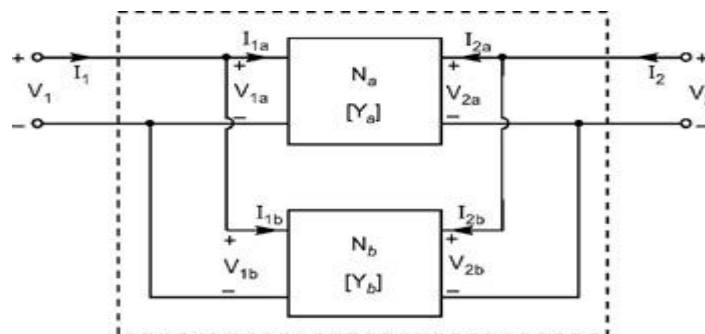 I1a I2a
+ I1 + Na + I2 +
V1 V1a [Ya] V2a V
− − − −
I1b I2b
+ Nb +
V1b [Yb] V2b
− −